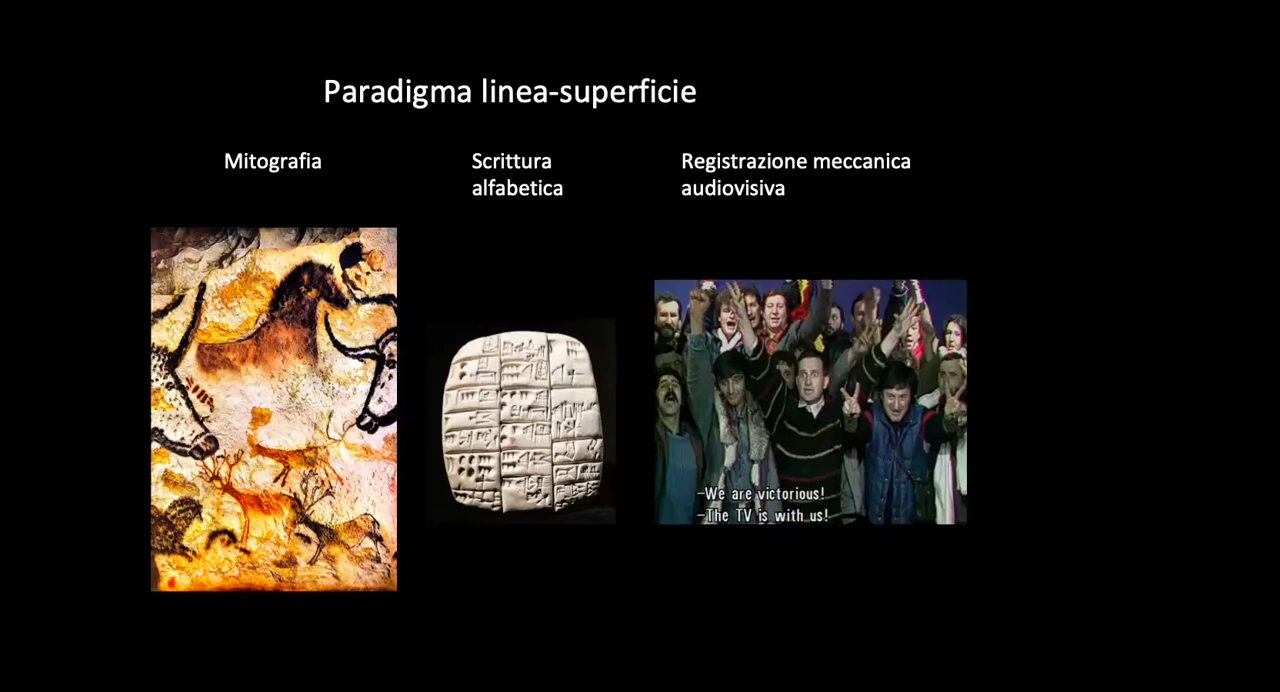 Paradigma linea-superficie
Mitografia
Scrittura
alfabetica
Registrazione meccanica
audiovisiva
-We are victorious!
-The TV is with us!